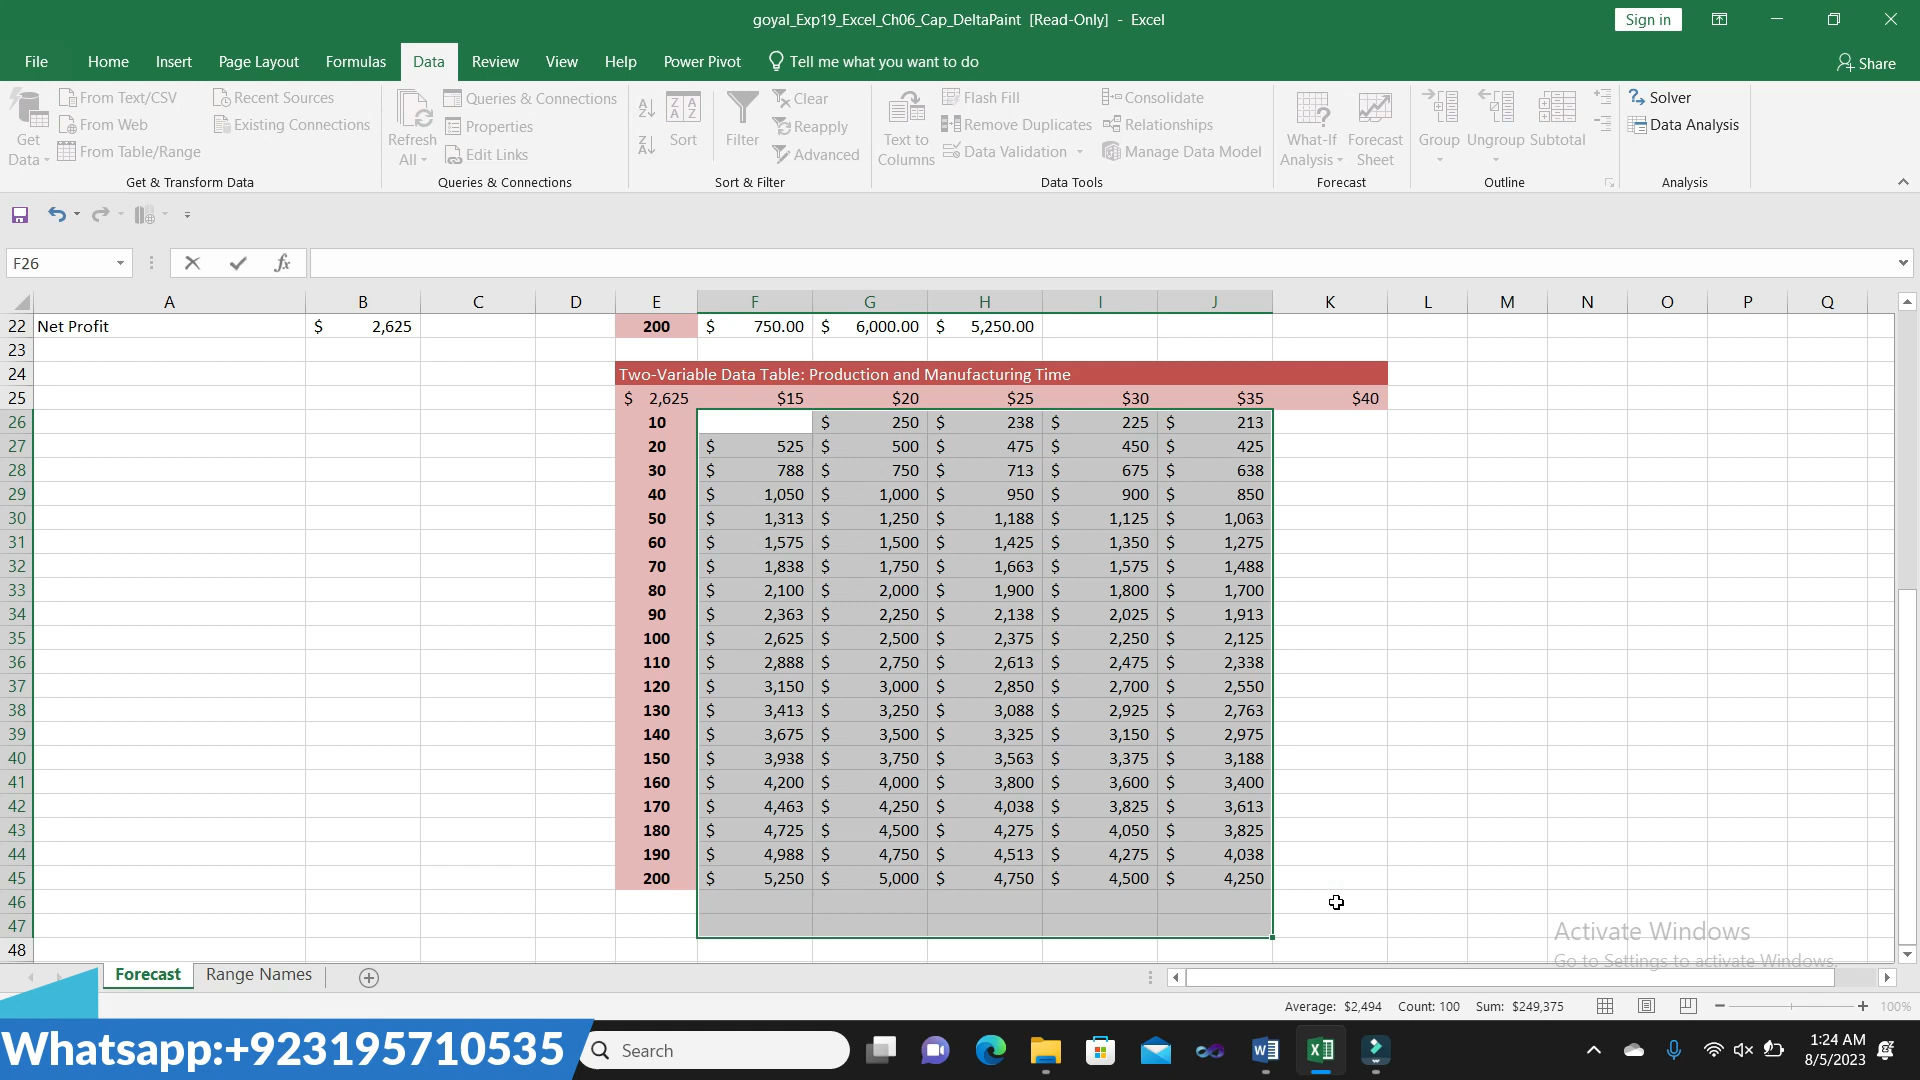 goyal_Exp19_Excel_Ch06_Cap_DeltaPaint [Read-Only] - Excel
Sign in
File Home Insert Page Layout Formulas Data Review View Help Power Pivot Tell me what you want to do Share
Get Data
From Text/CSV
From Web
From Table/Range
Recent Sources
Existing Connections
Get & Transform Data
Refresh All
Queries & Connections
Properties
Edit Links
Queries & Connections
Sort
Filter
Clear
Reapply
Advanced
Sort & Filter
Text to Columns
Flash Fill
Remove Duplicates
Data Validation
Consolidate
Relationships
Manage Data Model
Data Tools
What-If Analysis
Forecast Sheet
Forecast
Group Ungroup Subtotal
Outline
Solver
Data Analysis
Analysis
F26
fx
A B C D E F G H I J K L M N O P Q
22 Net Profit $ 2,625 200 $ 750.00 $ 6,000.00 $ 5,250.00
23
24 Two-Variable Data Table: Production and Manufacturing Time
25 $ 2,625 $15 $20 $25 $30 $35 $40
26 10 $ 250 $ 238 $ 225 $ 213
27 20 $ 525 $ 500 $ 475 $ 450 $ 425
28 30 $ 788 $ 750 $ 713 $ 675 $ 638
29 40 $ 1,050 $ 1,000 $ 950 $ 900 $ 850
30 50 $ 1,313 $ 1,250 $ 1,188 $ 1,125 $ 1,063
31 60 $ 1,575 $ 1,500 $ 1,425 $ 1,350 $ 1,275
32 70 $ 1,838 $ 1,750 $ 1,663 $ 1,575 $ 1,488
33 80 $ 2,100 $ 2,000 $ 1,900 $ 1,800 $ 1,700
34 90 $ 2,363 $ 2,250 $ 2,138 $ 2,025 $ 1,913
35 100 $ 2,625 $ 2,500 $ 2,375 $ 2,250 $ 2,125
36 110 $ 2,888 $ 2,750 $ 2,613 $ 2,475 $ 2,338
37 120 $ 3,150 $ 3,000 $ 2,850 $ 2,700 $ 2,550
38 130 $ 3,413 $ 3,250 $ 3,088 $ 2,925 $ 2,763
39 140 $ 3,675 $ 3,500 $ 3,325 $ 3,150 $ 2,975
40 150 $ 3,938 $ 3,750 $ 3,563 $ 3,375 $ 3,188
41 160 $ 4,200 $ 4,000 $ 3,800 $ 3,600 $ 3,400
42 170 $ 4,463 $ 4,250 $ 4,038 $ 3,825 $ 3,613
43 180 $ 4,725 $ 4,500 $ 4,275 $ 4,050 $ 3,825
44 190 $ 4,988 $ 4,750 $ 4,513 $ 4,275 $ 4,038
45 200 $ 5,250 $ 5,000 $ 4,750 $ 4,500 $ 4,250
46
47
48
Activate Windows
Go to Settings to activate Windows.
Forecast Range Names
Average: $2,494 Count: 100 Sum: $249,375 100%
Whatsapp:+923195710535
Search
1:24 AM
8/5/2023